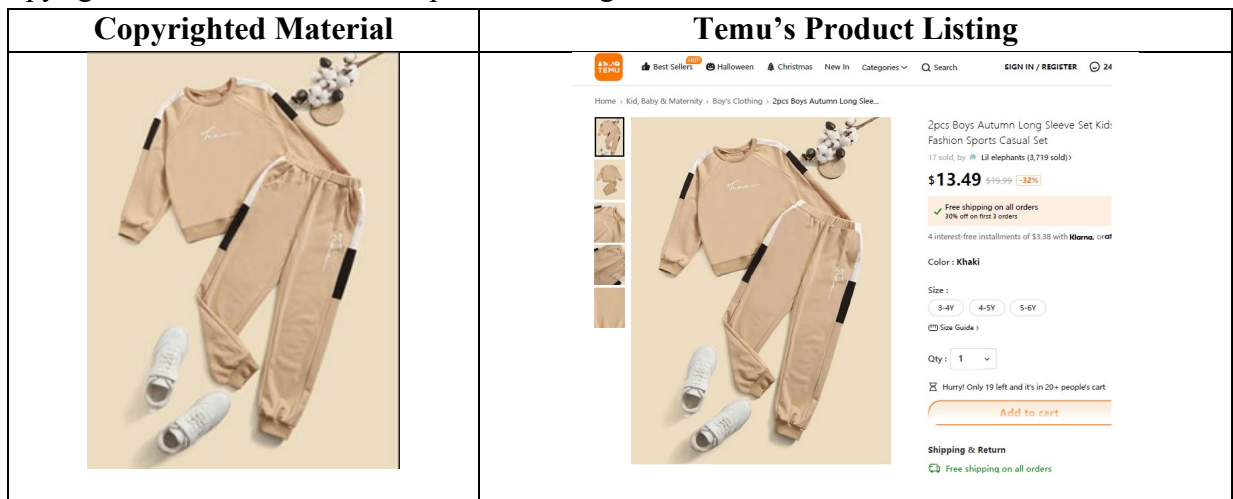 Copyrighted Material
Temu's Product Listing
TEMU
HOT
Best Sellers Halloween Christmas New In Categories Search SIGN IN / REGISTER 24
Home › Kid, Baby & Maternity › Boy's Clothing › 2pcs Boys Autumn Long Slee...
2pcs Boys Autumn Long Sleeve Set Kid
Fashion Sports Casual Set
17 sold, by Lil elephants (3,719 sold) ›
$13.49 $19.99 -32%
Free shipping on all orders
30% off on first 3 orders
4 interest-free installments of $3.38 with Klarna. or
Color : Khaki
Size :
3-4Y 4-5Y 5-6Y
Size Guide ›
Qty : 1
Hurry! Only 19 left and it's in 20+ people's cart
Add to cart
Shipping & Return
Free shipping on all orders